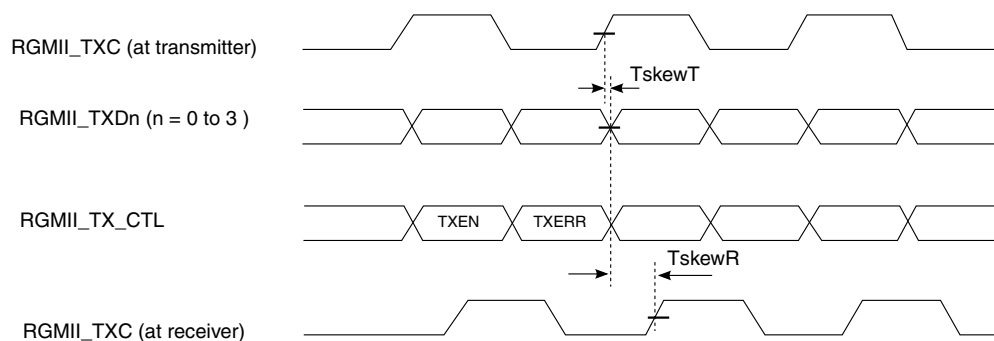 RGMII_TXC (at transmitter)
TskewT
RGMII_TXDn (n = 0 to 3 )
RGMII_TX_CTL
TXEN
TXERR
TskewR
RGMII_TXC (at receiver)